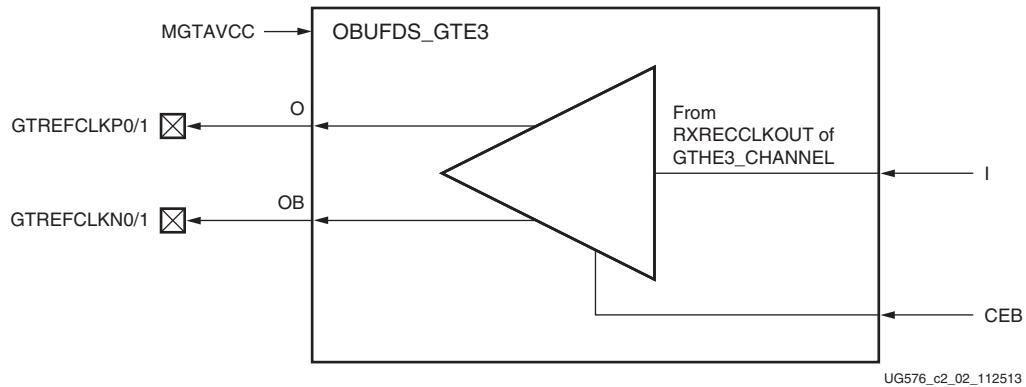 MGTAVCC
OBUFDS_GTE3
O
GTREFCLKP0/1
From
RXRECCLKOUT of
GTHE3_CHANNEL
I
OB
GTREFCLKN0/1
CEB
UG576_c2_02_112513